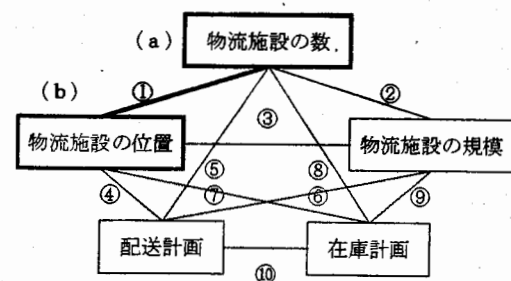 (a) 物流施設の数
(b) ① ②
③
物流施設の位置 物流施設の規模
④ ⑤ ⑦ ⑧ ⑥ ⑨
配送計画 在庫計画
⑩